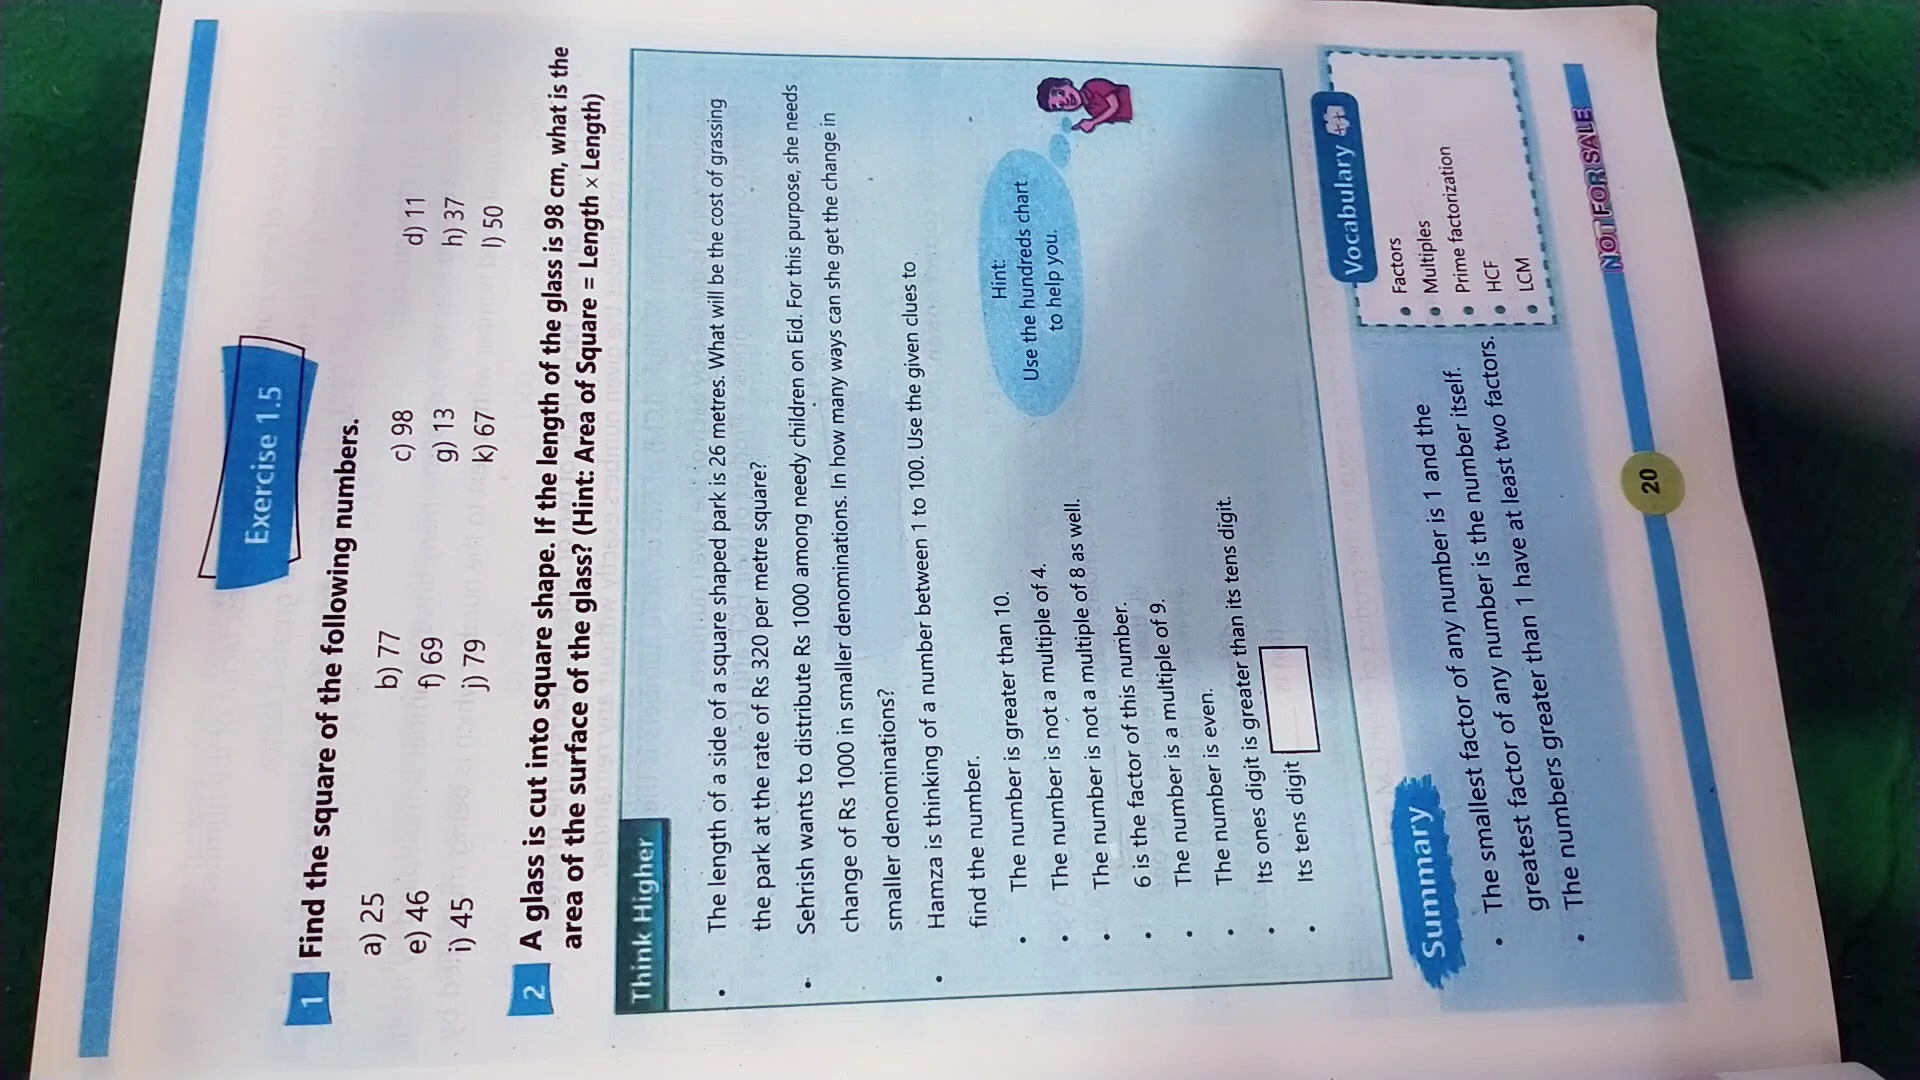 Exercise 1.5
1 Find the square of the following numbers.
a) 25 b) 77 c) 98 d) 11
e) 46 f) 69 g) 13 h) 37
i) 45 j) 79 k) 67 l) 50
2 A glass is cut into square shape. If the length of the glass is 98 cm, what is the
area of the surface of the glass? (Hint: Area of Square = Length × Length)
Think Higher
• The length of a side of a square shaped park is 26 metres. What will be the cost of grassing
the park at the rate of Rs 320 per metre square?
• Sehrish wants to distribute Rs 1000 among needy children on Eid. For this purpose, she needs
change of Rs 1000 in smaller denominations. In how many ways can she get the change in
smaller denominations?
• Hamza is thinking of a number between 1 to 100. Use the given clues to
find the number.
• The number is greater than 10.
• The number is not a multiple of 4.
• The number is not a multiple of 8 as well.
• 6 is the factor of this number.
• The number is a multiple of 9.
• The number is even.
• Its ones digit is greater than its tens digit.
• Its tens digit
Hint:
Use the hundreds chart
to help you.
Summary
• The smallest factor of any number is 1 and the
greatest factor of any number is the number itself.
• The numbers greater than 1 have at least two factors.
Vocabulary
• Factors
• Multiples
• Prime factorization
• HCF
• LCM
20
NOT FOR SALE